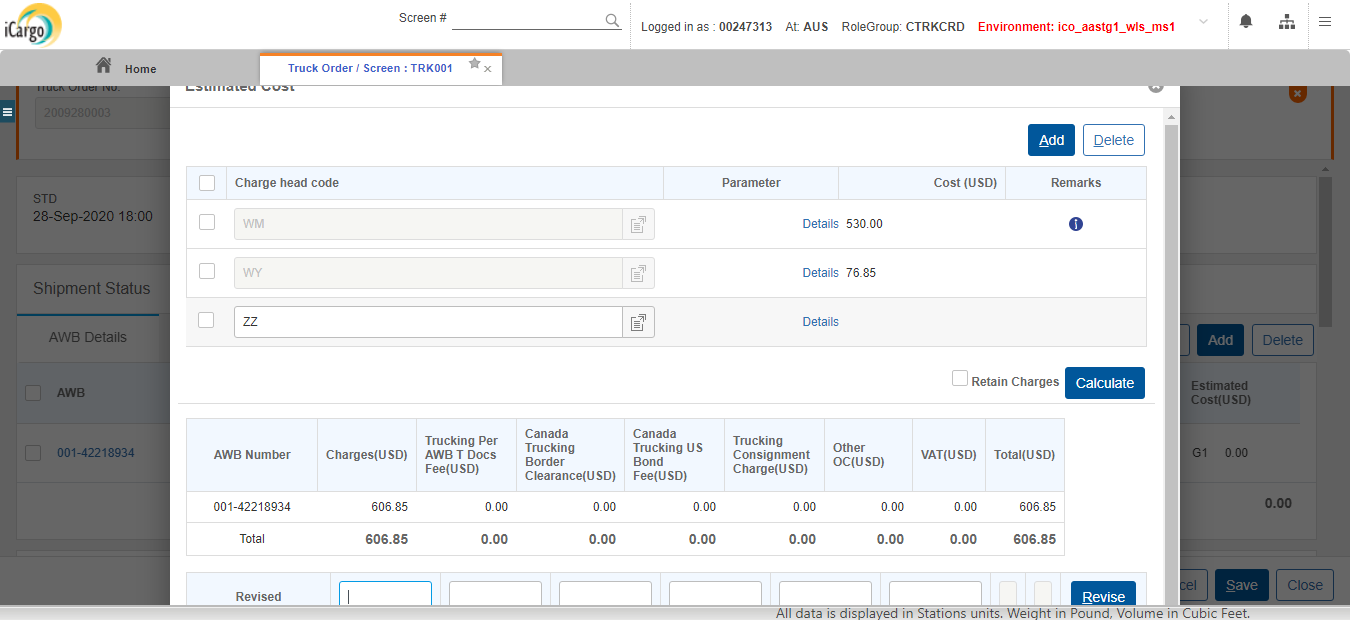 iCargo
Screen #
Logged in as : 00247313 At: AUS RoleGroup: CTRKCRD Environment: ico_aastg1_wls_ms1
Home
Truck Order / Screen : TRK001
Truck Order No.
2009280003
Estimated Cost
Add
Delete
Charge head code Parameter Cost (USD) Remarks
WM Details 530.00
WY Details 76.85
ZZ Details
STD
28-Sep-2020 18:00
Shipment Status
AWB Details
AWB
001-42218934
Add Delete
Estimated
Cost(USD)
G1 0.00
0.00
Retain Charges Calculate
AWB Number
Charges(USD)
Trucking Per
AWB T Docs
Fee(USD)
Canada
Trucking
Border
Clearance(USD)
Canada
Trucking US
Bond
Fee(USD)
Trucking
Consignment
Charge(USD)
Other
OC(USD)
VAT(USD)
Total(USD)
001-42218934 606.85 0.00 0.00 0.00 0.00 0.00 0.00 606.85
Total 606.85 0.00 0.00 0.00 0.00 0.00 0.00 606.85
Revised Revise
cel Save Close
All data is displayed in Stations units. Weight in Pound, Volume in Cubic Feet.